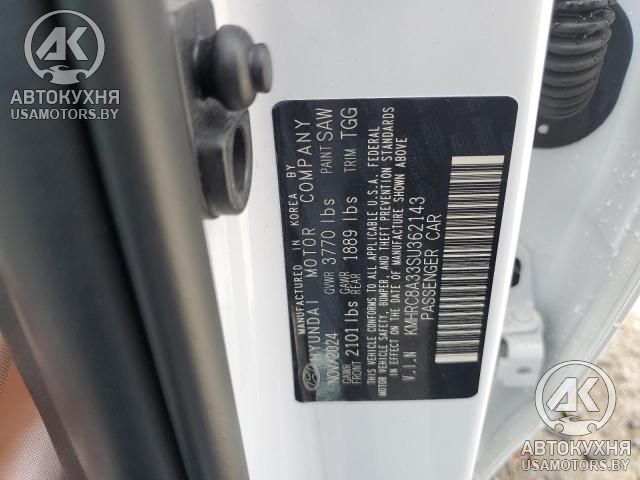 АК
АВТОКУХНЯ
USAMOTORS.BY
MANUFACTURED IN KOREA BY
HYUNDAI MOTOR COMPANY
NOV/2024 GVWR 3770 lbs PAINT SAW
GAWR FRONT 2101 lbs GAWR REAR 1889 lbs TRIM TGG
THIS VEHICLE CONFORMS TO ALL APPLICABLE U.S.A. FEDERAL
MOTOR VEHICLE SAFETY, BUMPER, AND THEFT PREVENTION STANDARDS
IN EFFECT ON THE DATE OF MANUFACTURE SHOWN ABOVE
V.I.N KMHRC8A33SU362143
PASSENGER CAR
АК
АВТОКУХНЯ
USAMOTORS.BY